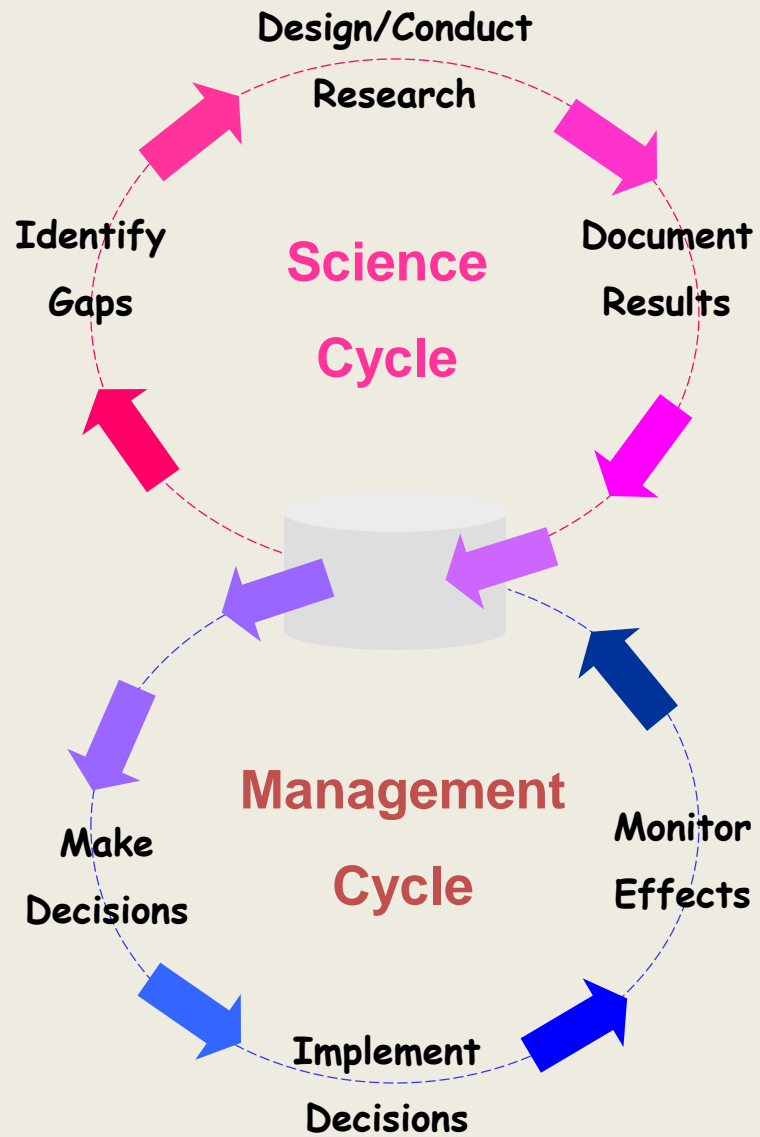 Design/Conduct
Research
Identify
Gaps
Science
Cycle
Document
Results
Management
Cycle
Make
Decisions
Monitor
Effects
Implement
Decisions